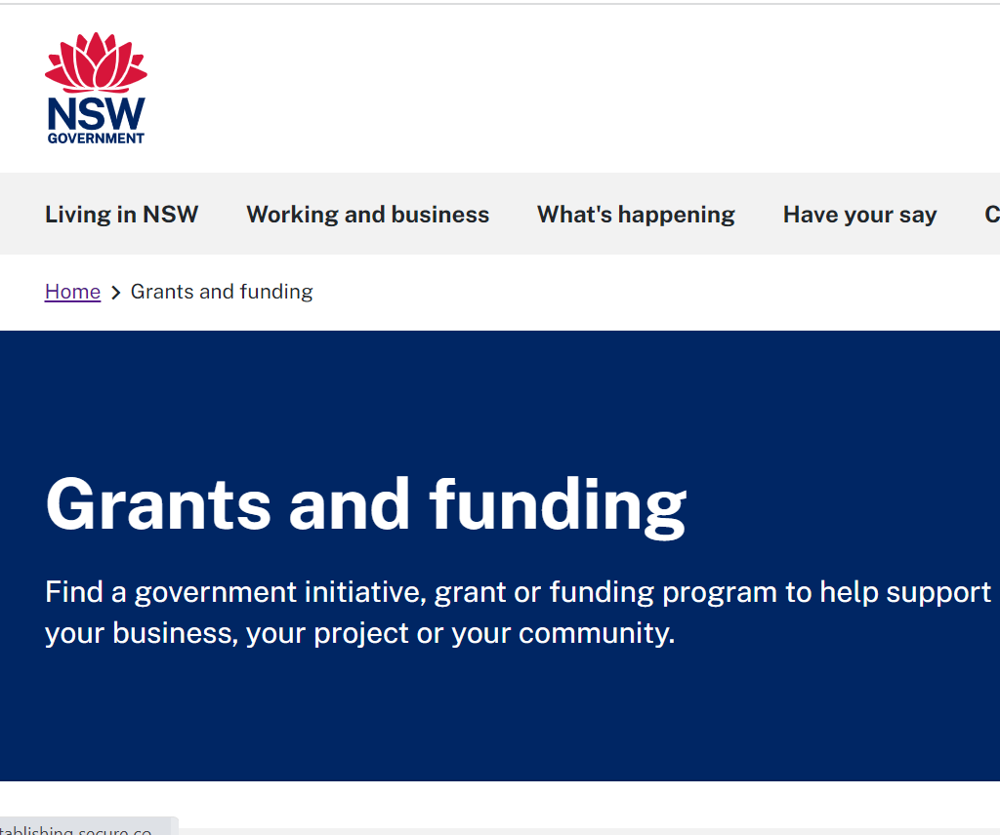 NSW
GOVERNMENT
Living in NSW Working and business What's happening Have your say
Home > Grants and funding
Grants and funding
Find a government initiative, grant or funding program to help support
your business, your project or your community.
secure